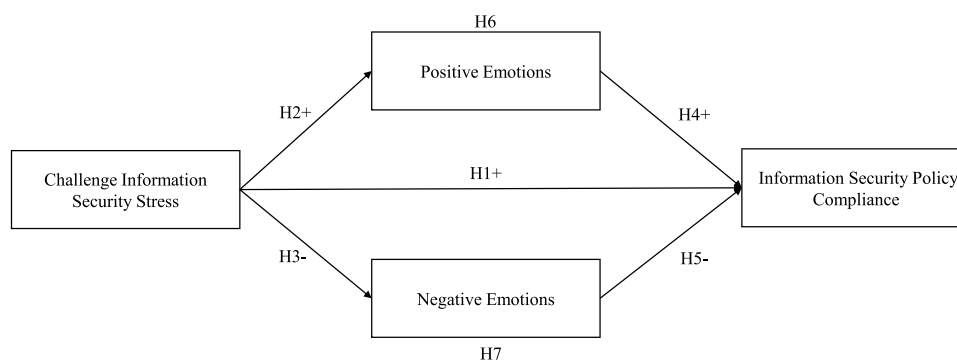 H6
Positive Emotions
H2+
H4+
Challenge Information
Security Stress
H1+
Information Security Policy
Compliance
H3-
H5-
Negative Emotions
H7